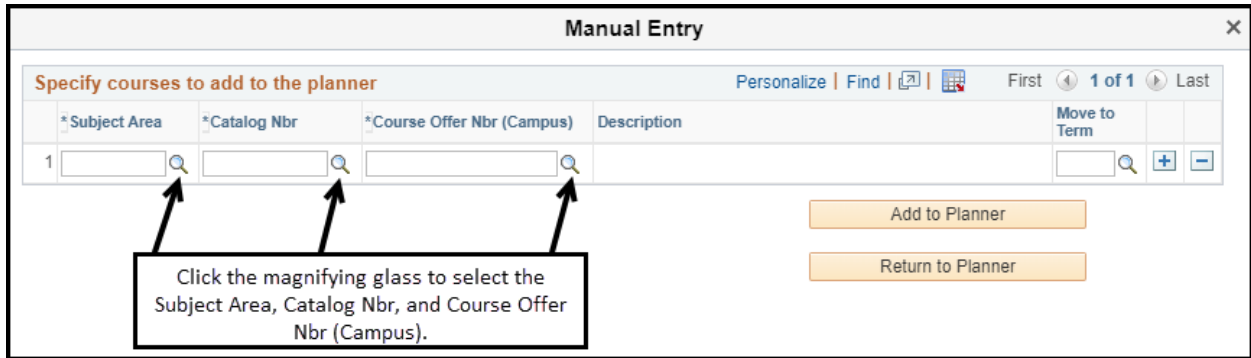 Manual Entry ×
Specify courses to add to the planner Personalize | Find | | First 1 of 1 Last
*Subject Area *Catalog Nbr *Course Offer Nbr (Campus) Description Move to Term
1
Add to Planner
Return to Planner
Click the magnifying glass to select the
Subject Area, Catalog Nbr, and Course Offer
Nbr (Campus).